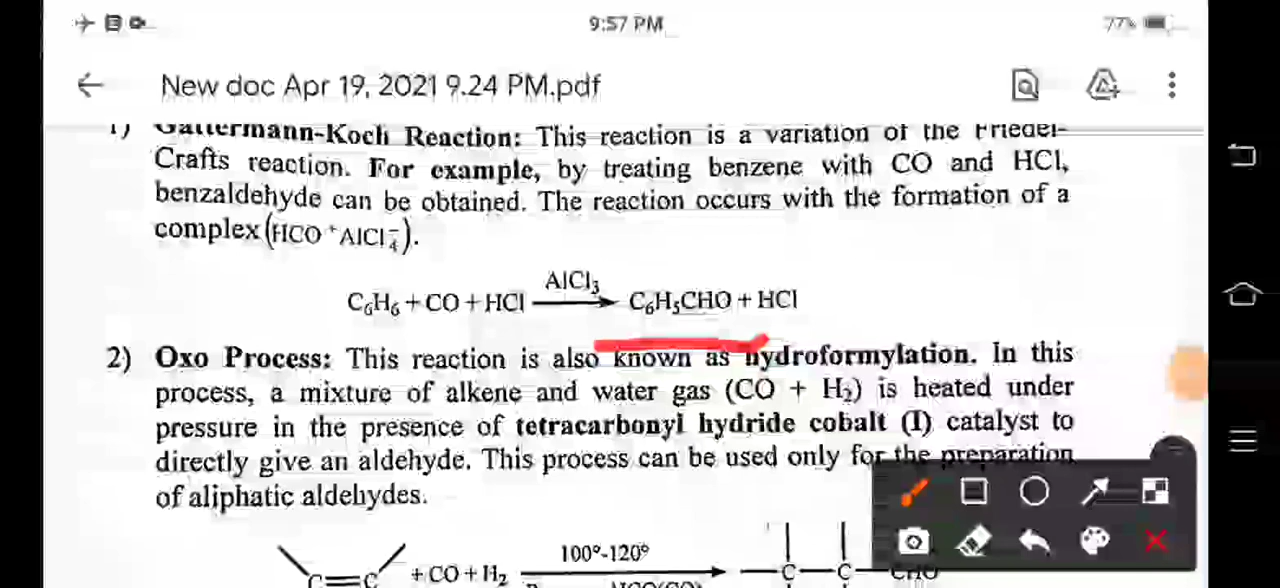 9:57 PM
77%
New doc Apr 19, 2021 9.24 PM.pdf
1) Gattermann-Koch Reaction: This reaction is a variation of the Friedel-
Crafts reaction. For example, by treating benzene with CO and HCl,
benzaldehyde can be obtained. The reaction occurs with the formation of a
complex (HCO⁺AlCl₄⁻).
AlCl₃
C₆H₆ + CO + HCl ⟶ C₆H₅CHO + HCl
2) Oxo Process: This reaction is also known as hydroformylation. In this
process, a mixture of alkene and water gas (CO + H₂) is heated under
pressure in the presence of tetracarbonyl hydride cobalt (I) catalyst to
directly give an aldehyde. This process can be used only for the preparation
of aliphatic aldehydes.
100°-120°
C=C + CO + H₂ ⟶ C—C—CHO